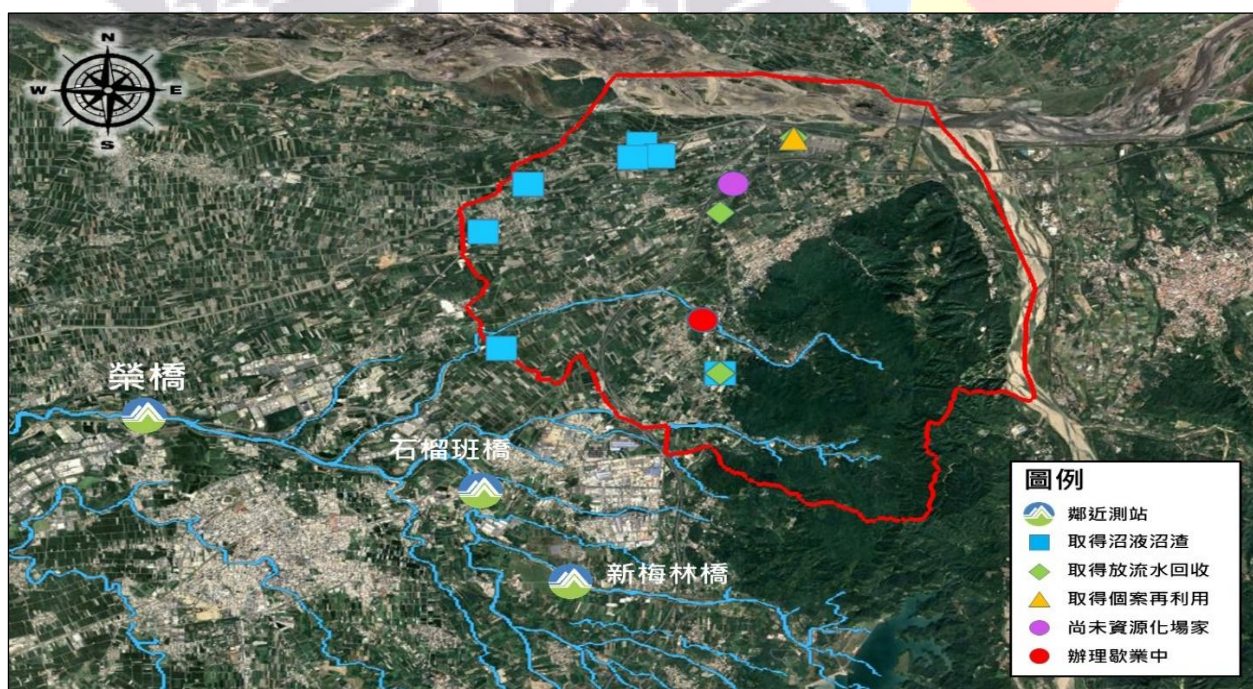 N
W E
S
榮橋
石榴班橋
新梅林橋
圖例
鄰近測站
取得沼液沼渣
取得放流水回收
取得個案再利用
尚未資源化場家
辦理歇業中